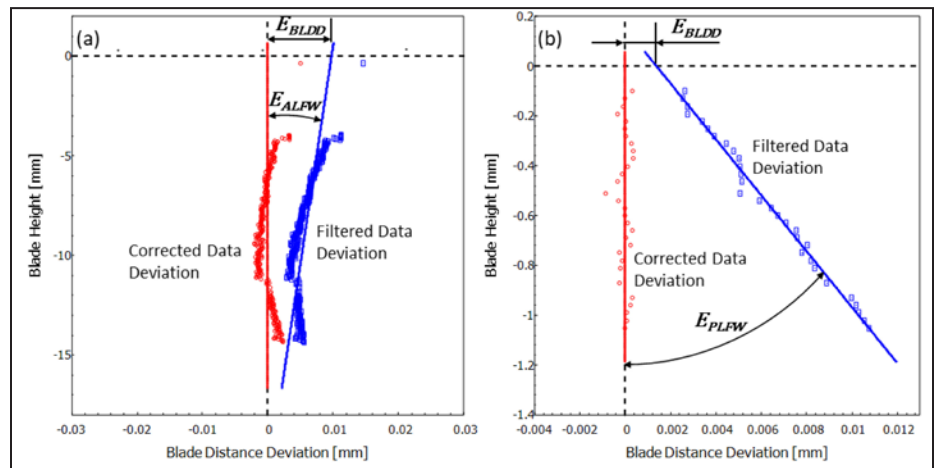 (a)
E_BLDD
E_ALFW
Corrected Data
Deviation
Filtered Data
Deviation
Blade Height [mm]
0
-5
-10
-15
-0.03
-0.02
-0.01
0
0.01
0.02
0.03
Blade Distance Deviation [mm]
(b)
E_BLDD
Filtered Data
Deviation
Corrected Data
Deviation
E_PLFW
Blade Height [mm]
0.2
0
-0.2
-0.4
-0.6
-0.8
-1
-1.2
-1.4
-0.004
-0.002
0
0.002
0.004
0.006
0.008
0.010
0.012
Blade Distance Deviation [mm]